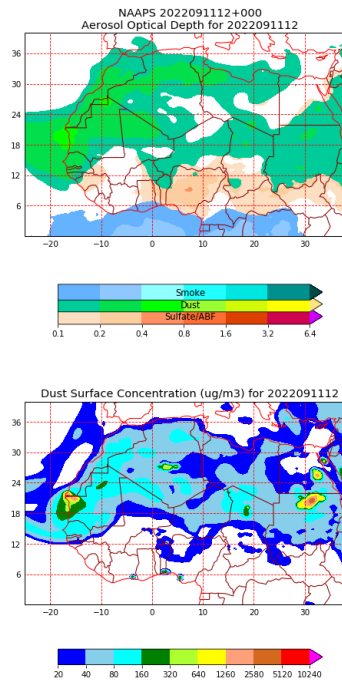 NAAPS 2022091112+000
Aerosol Optical Depth for 2022091112
36
30
24
18
12
6
−20 −10 0 10 20 30
Smoke
Dust
Sulfate/ABF
0.1 0.2 0.4 0.8 1.6 3.2 6.4
Dust Surface Concentration (ug/m3) for 2022091112
36
30
24
18
12
6
−20 −10 0 10 20 30
20 40 80 160 320 640 1260 2580 5120 10240